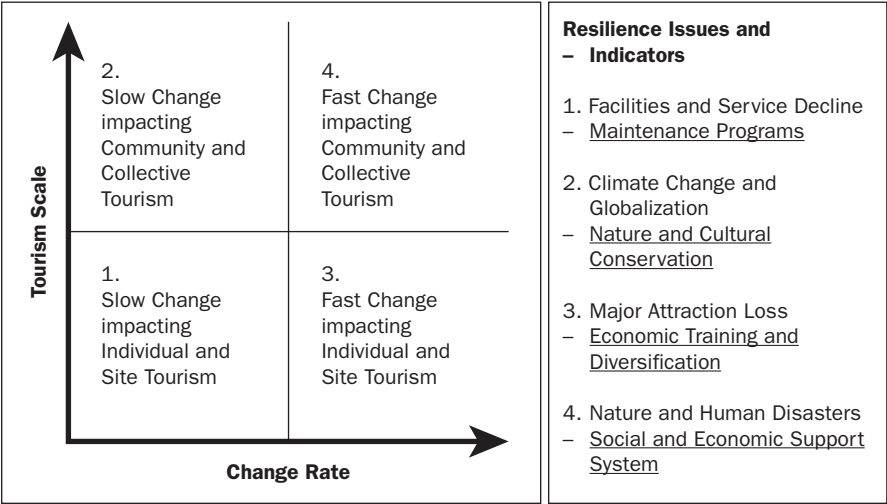 Tourism Scale
2.
Slow Change
impacting
Community and
Collective
Tourism
4.
Fast Change
impacting
Community and
Collective
Tourism
1.
Slow Change
impacting
Individual and
Site Tourism
3.
Fast Change
impacting
Individual and
Site Tourism
Change Rate
Resilience Issues and
– Indicators
1. Facilities and Service Decline
– Maintenance Programs
2. Climate Change and
Globalization
– Nature and Cultural
Conservation
3. Major Attraction Loss
– Economic Training and
Diversification
4. Nature and Human Disasters
– Social and Economic Support
System